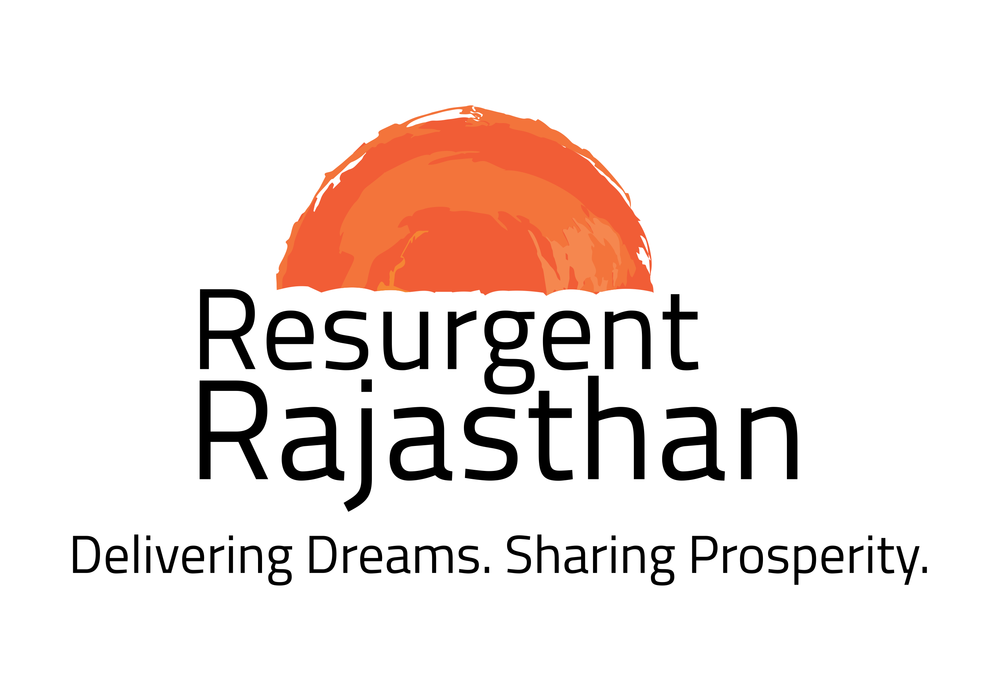 Resurgent
Rajasthan
Delivering Dreams. Sharing Prosperity.